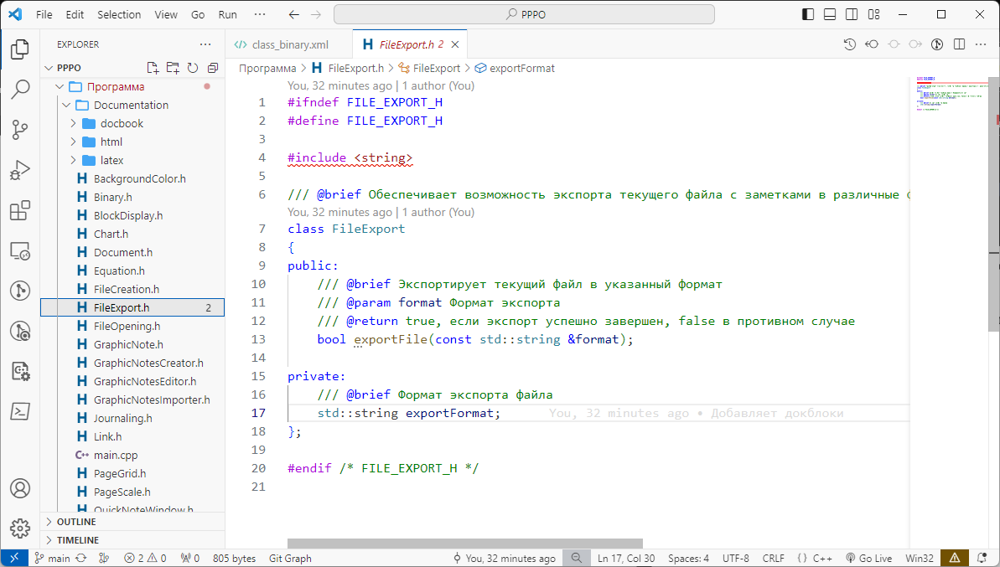 File Edit Selection View Go Run ··· PPPO
EXPLORER ···
PPPO
Программа
Documentation
docbook
html
latex
BackgroundColor.h
Binary.h
BlockDisplay.h
Chart.h
Document.h
Equation.h
FileCreation.h
FileExport.h 2
FileOpening.h
GraphicNote.h
GraphicNotesCreator.h
GraphicNotesEditor.h
GraphicNotesImporter.h
Journaling.h
Link.h
main.cpp
PageGrid.h
PageScale.h
QuickNoteWindow.h
OUTLINE
TIMELINE
class_binary.xml FileExport.h 2
Программа > FileExport.h > FileExport > exportFormat
You, 32 minutes ago | 1 author (You)
1 #ifndef FILE_EXPORT_H
2 #define FILE_EXPORT_H
3
4 #include <string>
5
6 /// @brief Обеспечивает возможность экспорта текущего файла с заметками в различные
You, 32 minutes ago | 1 author (You)
7 class FileExport
8 {
9 public:
10 /// @brief Экспортирует текущий файл в указанный формат
11 /// @param format Формат экспорта
12 /// @return true, если экспорт успешно завершен, false в противном случае
13 bool exportFile(const std::string &format);
14
15 private:
16 /// @brief Формат экспорта файла
17 std::string exportFormat; You, 32 minutes ago • Добавляет докблоки
18 };
19
20 #endif /* FILE_EXPORT_H */
21
main 2 0 0 805 bytes Git Graph You, 32 minutes ago Ln 17, Col 30 Spaces: 4 UTF-8 CRLF {} C++ Go Live Win32